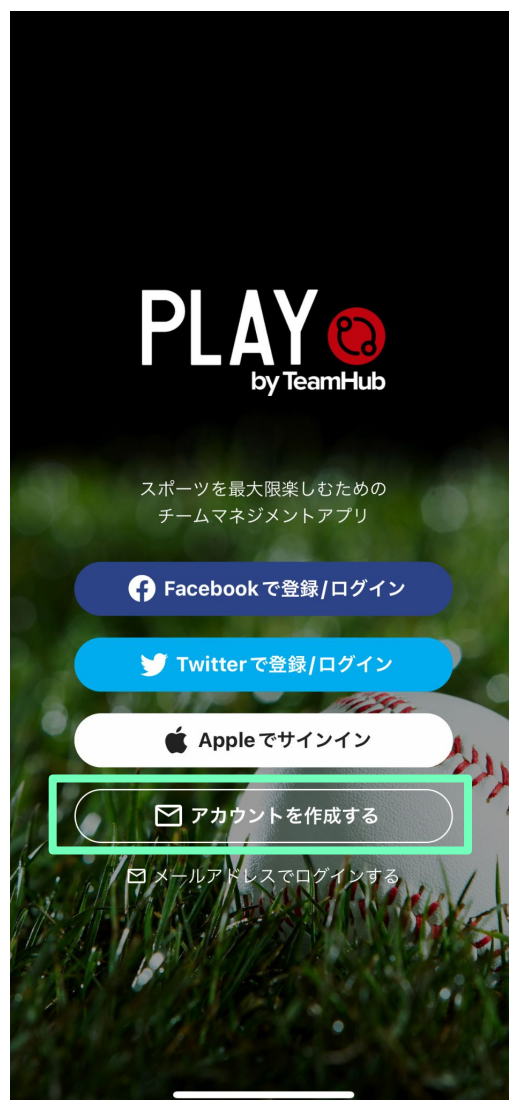 PLAY
by TeamHub
スポーツを最大限楽しむための
チームマネジメントアプリ
Facebookで登録/ログイン
Twitterで登録/ログイン
Appleでサインイン
アカウントを作成する
メールアドレスでログインする